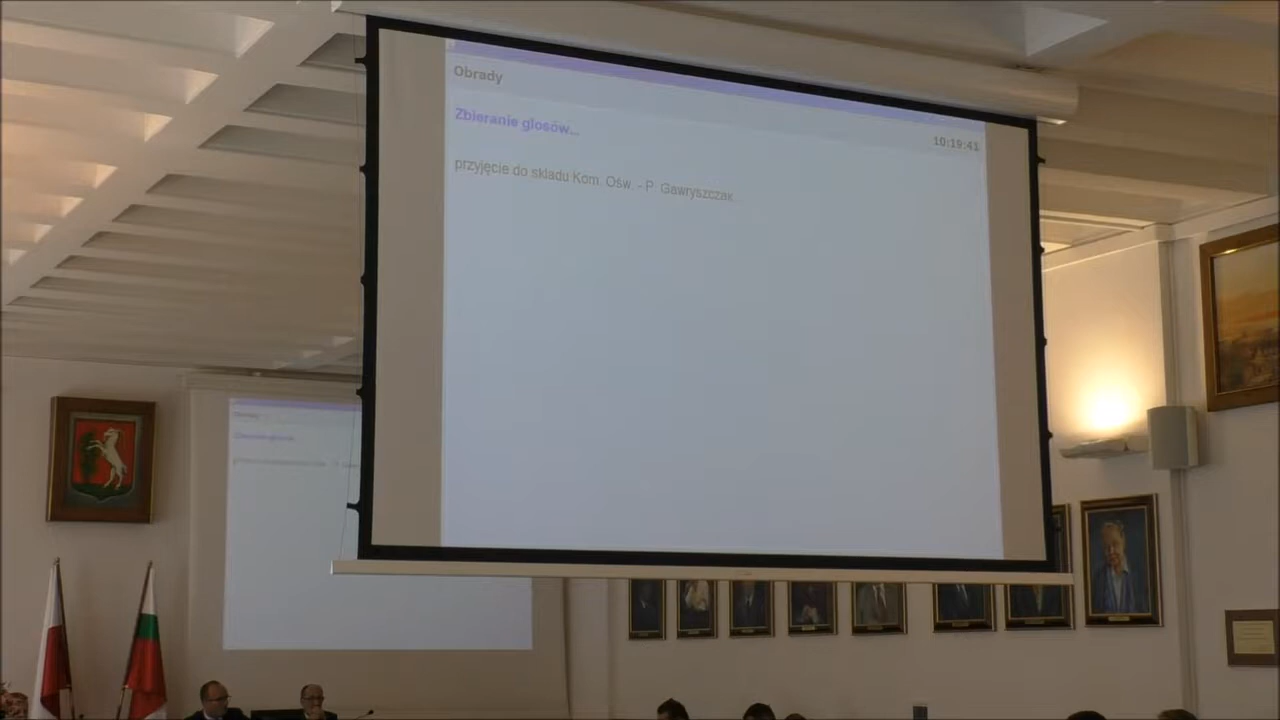 Obrady
Zbieranie głosów...
10:19:41
przyjęcie do składu Kom. Ośw. - P. Gawryszczak